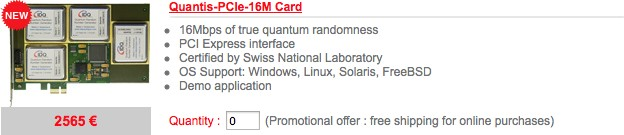 NEW
IDQ
Quantis-PCIe-16M Card
16Mbps of true quantum randomness
PCI Express interface
Certified by Swiss National Laboratory
OS Support: Windows, Linux, Solaris, FreeBSD
Demo application
2565 €
Quantity : 0 (Promotional offer : free shipping for online purchases)